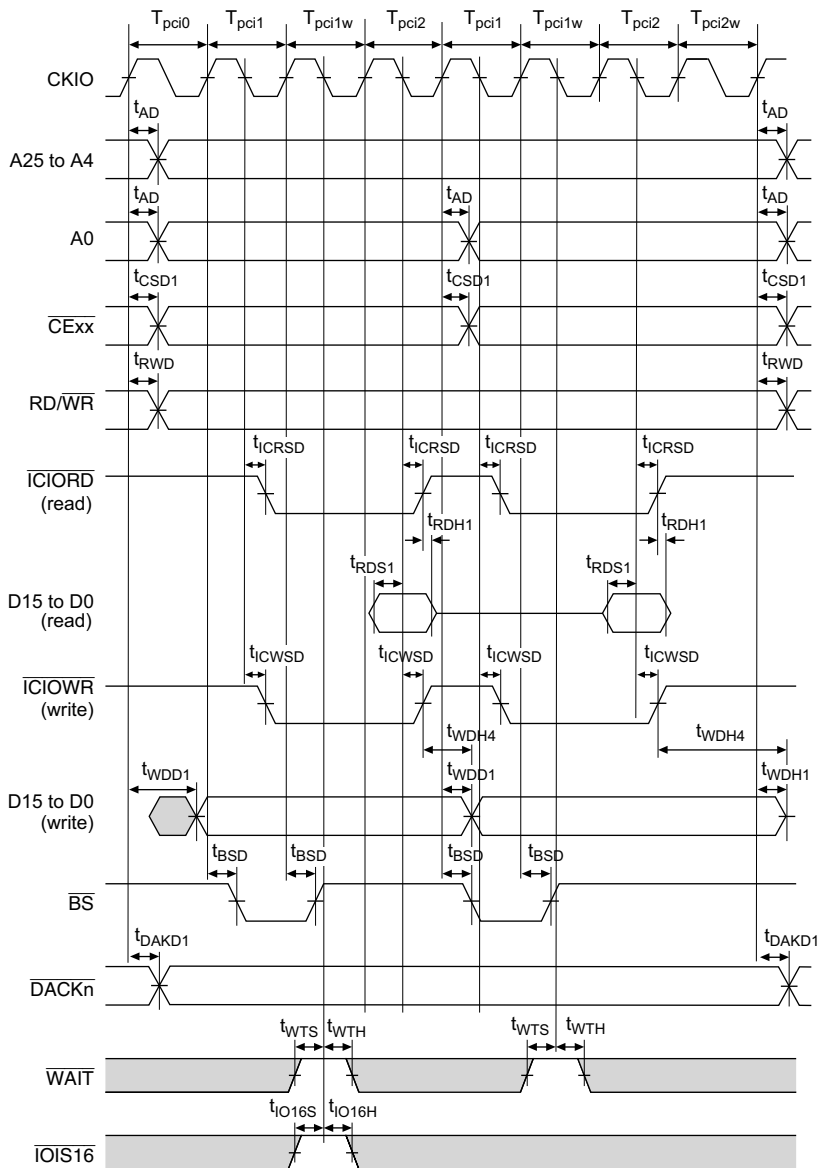 Tpci0 Tpci1 Tpci1w Tpci2 Tpci1 Tpci1w Tpci2 Tpci2w
CKIO
tAD tAD
A25 to A4
tAD tAD tAD
A0
tCSD1 tCSD1 tCSD1
CExx
tRWD tRWD
RD/WR
tICRSD tICRSD tICRSD tICRSD
ICIORD
(read)
tRDH1 tRDH1
tRDS1 tRDS1
D15 to D0
(read)
tICWSD tICWSD tICWSD tICWSD
ICIOWR
(write)
tWDH4 tWDH4
tWDD1 tWDD1 tWDH1
D15 to D0
(write)
tBSD tBSD tBSD tBSD
BS
tDAKD1 tDAKD1
DACKn
tWTS tWTH tWTS tWTH
WAIT
tIO16S tIO16H
IOIS16